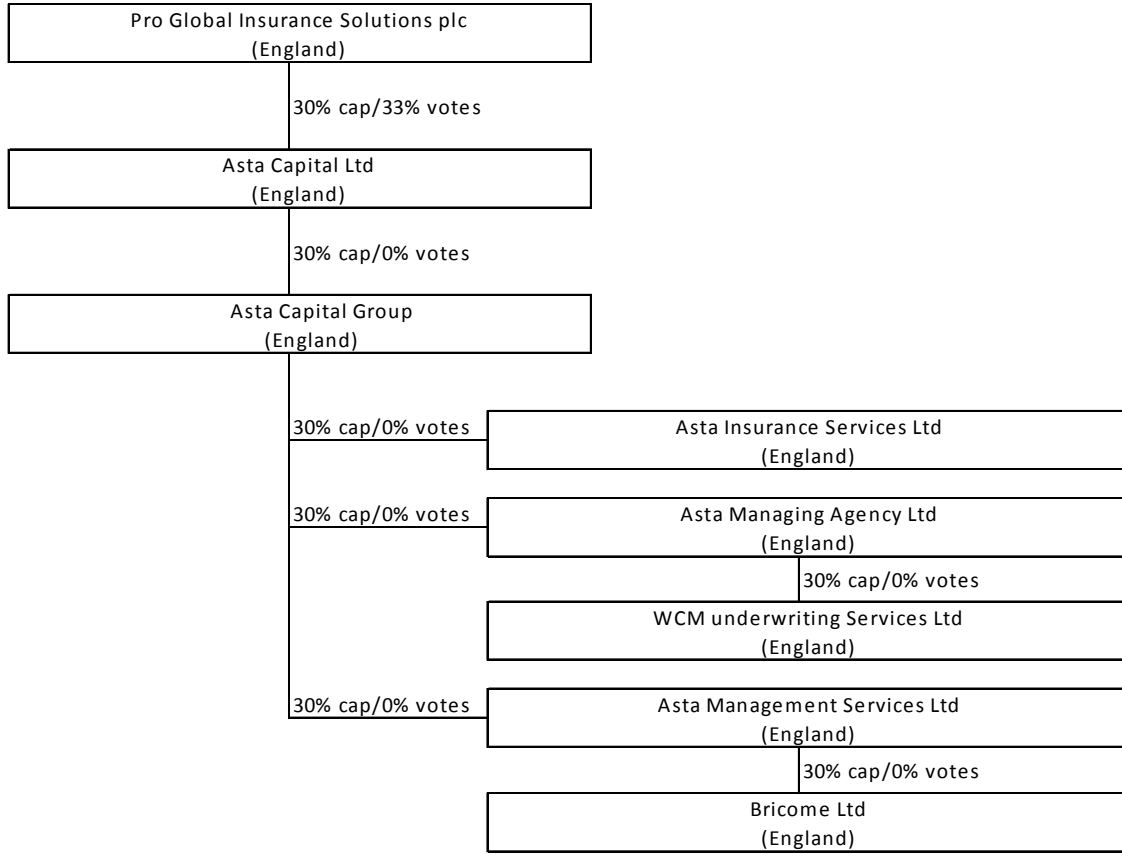 Pro Global Insurance Solutions plc
(England)
30% cap/33% votes
Asta Capital Ltd
(England)
30% cap/0% votes
Asta Capital Group
(England)
30% cap/0% votes
Asta Insurance Services Ltd
(England)
30% cap/0% votes
Asta Managing Agency Ltd
(England)
30% cap/0% votes
WCM underwriting Services Ltd
(England)
30% cap/0% votes
Asta Management Services Ltd
(England)
30% cap/0% votes
Bricome Ltd
(England)